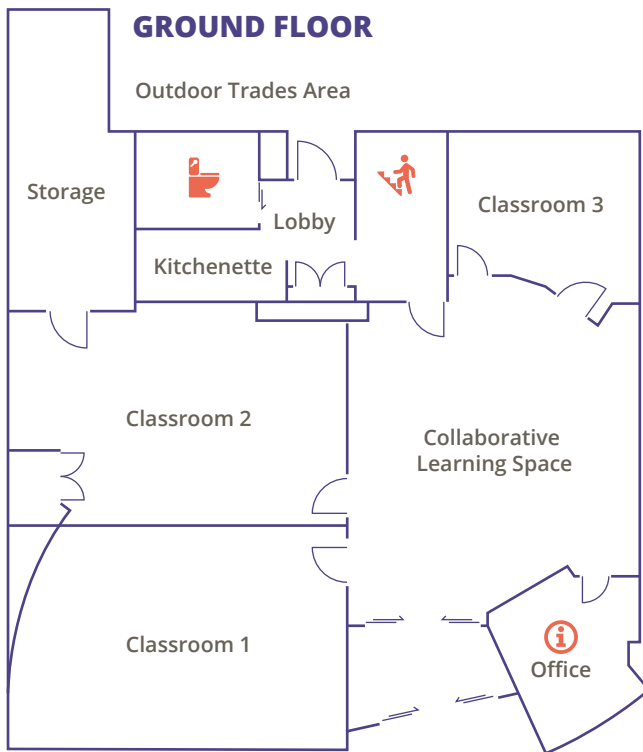 GROUND FLOOR
Outdoor Trades Area
Storage
Lobby
Classroom 3
Kitchenette
Classroom 2
Collaborative
Learning Space
Classroom 1
Office